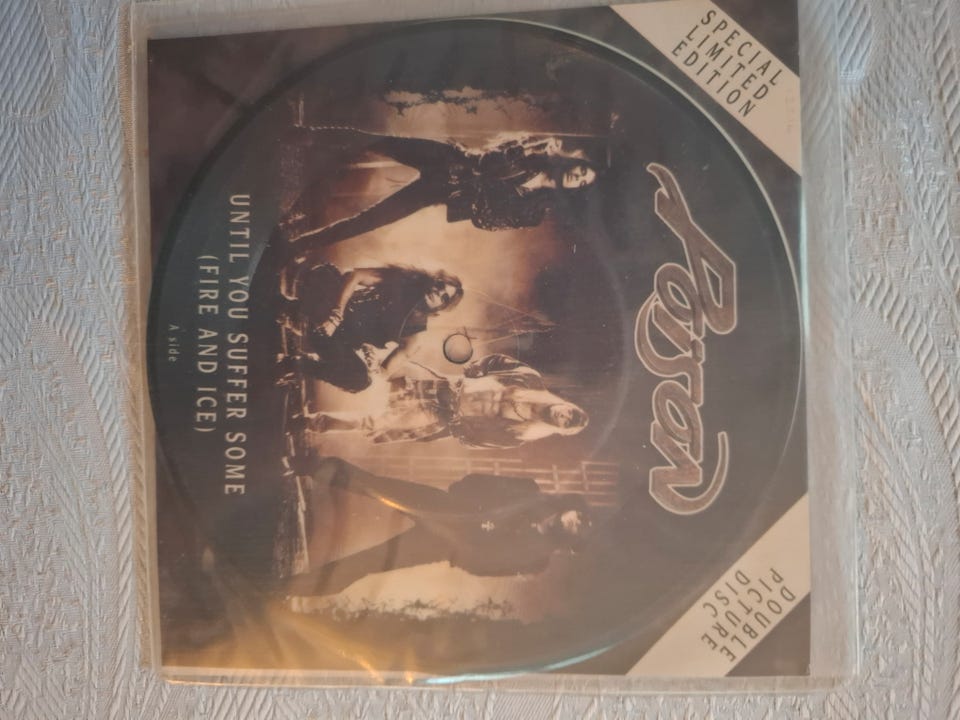 SPECIAL
LIMITED
EDITION
DOUBLE
PICTURE
DISC
Poison
UNTIL YOU SUFFER SOME
(FIRE AND ICE)
A side